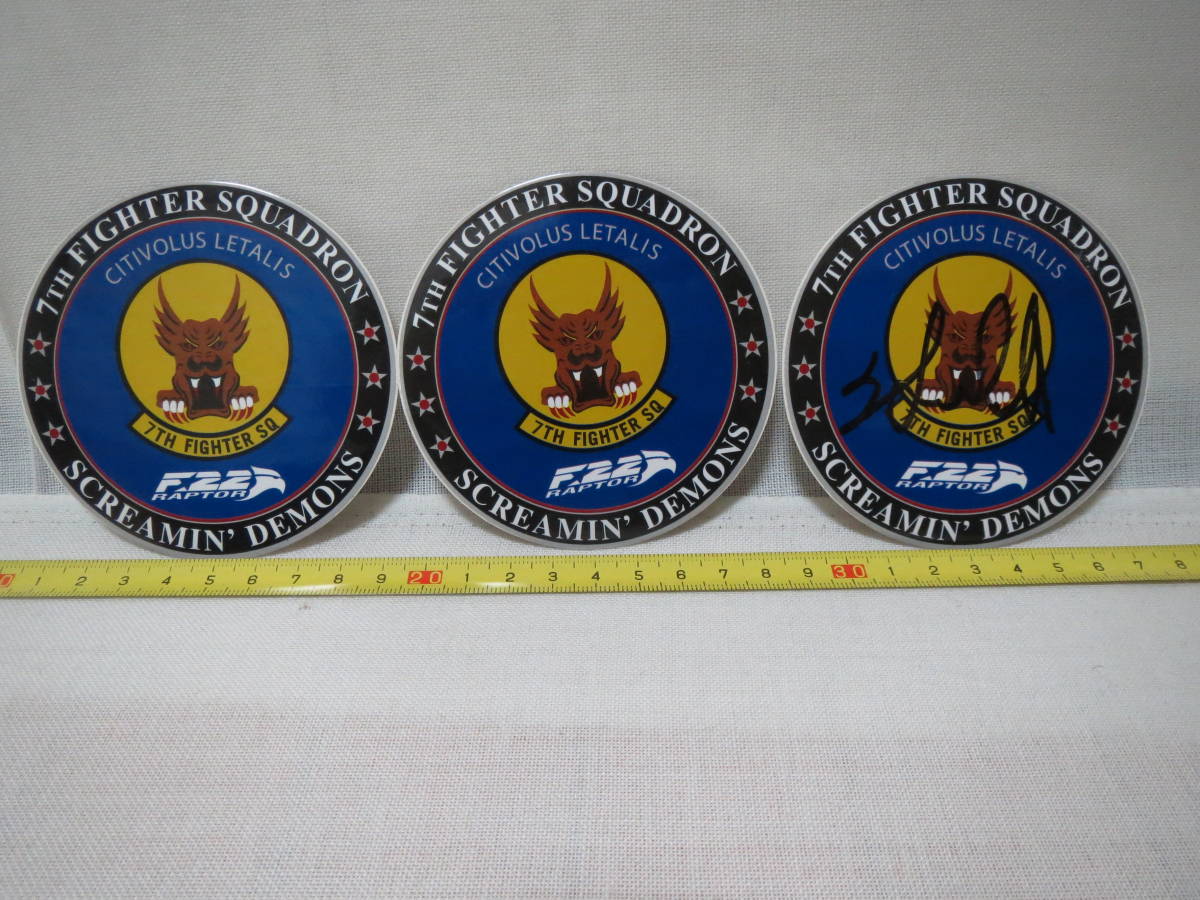 7TH FIGHTER SQUADRON
CITIVOLUS LETALIS
7TH FIGHTER SQ
F-22
RAPTOR
SCREAMIN' DEMONS
7TH FIGHTER SQUADRON
CITIVOLUS LETALIS
7TH FIGHTER SQ
F-22
RAPTOR
SCREAMIN' DEMONS
7TH FIGHTER SQUADRON
CITIVOLUS LETALIS
7TH FIGHTER SQ
F-22
RAPTOR
SCREAMIN' DEMONS
0 1 2 3 4 5 6 7 8 9 20 1 2 3 4 5 6 7 8 9 30 1 2 3 4 5 6 7 8